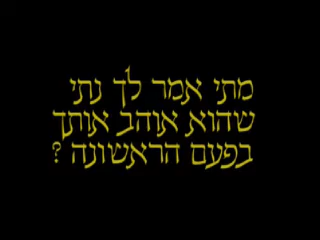 מתי אמר לך נתי
שהוא אוהב אותך
בפעם הראשונה ?